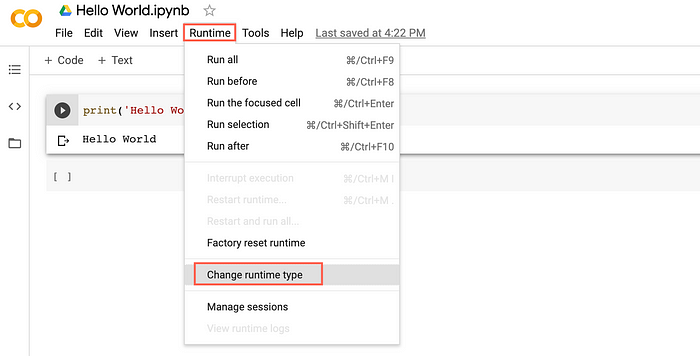 Hello World.ipynb
File Edit View Insert Runtime Tools Help Last saved at 4:22 PM
+ Code + Text
Run all ⌘/Ctrl+F9
Run before ⌘/Ctrl+F8
Run the focused cell ⌘/Ctrl+Enter
Run selection ⌘/Ctrl+Shift+Enter
Run after ⌘/Ctrl+F10
Interrupt execution ⌘/Ctrl+M I
Restart runtime... ⌘/Ctrl+M .
Restart and run all...
Factory reset runtime
Change runtime type
Manage sessions
View runtime logs
print('Hello Wo
Hello World
[ ]